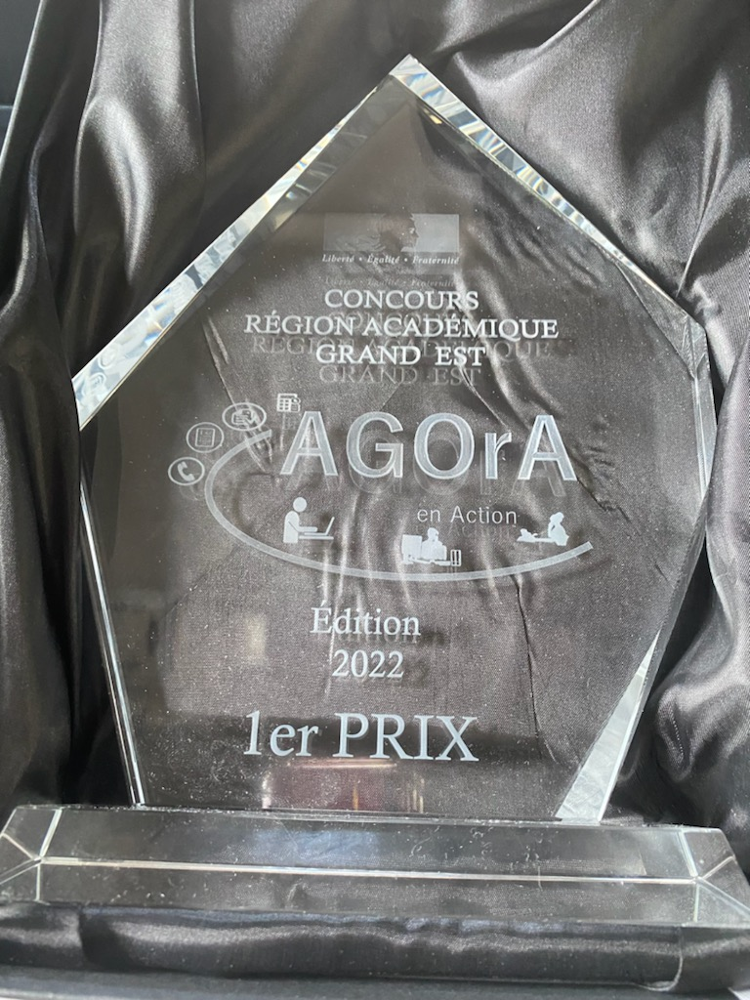 Liberté • Égalité • Fraternité
CONCOURS
RÉGION ACADÉMIQUE
GRAND EST
AGOrA
en Action
Édition
2022
1er PRIX